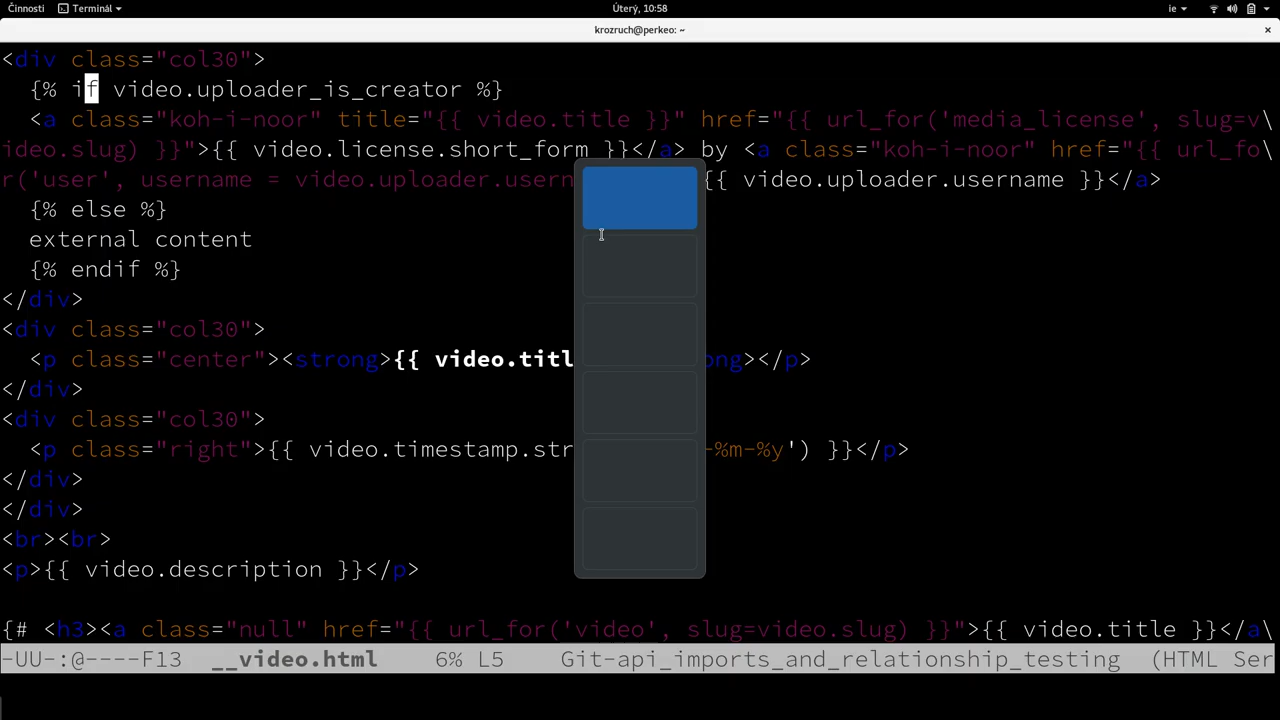 Činnosti Terminál Úterý, 10:58 ie
krozruch@perkeo: ~
<div class="col30">
{% if video.uploader_is_creator %}
<a class="koh-i-noor" title="{{ video.title }}" href="{{ url_for('media_license', slug=v\
ideo.slug) }}">{{ video.license.short_form }}</a> by <a class="koh-i-noor" href="{{ url_fo\
r('user', username = video.uploader.usern {{ video.uploader.username }}</a>
{% else %}
external content
{% endif %}
</div>
<div class="col30">
<p class="center"><strong>{{ video.titl ong></p>
</div>
<div class="col30">
<p class="right">{{ video.timestamp.str -%m-%y') }}</p>
</div>
</div>
<br><br>
<p>{{ video.description }}</p>
{# <h3><a class="null" href="{{ url_for('video', slug=video.slug) }}">{{ video.title }}</a\
-UU-:@----F13 __video.html 6% L5 Git-api_imports_and_relationship_testing (HTML Ser